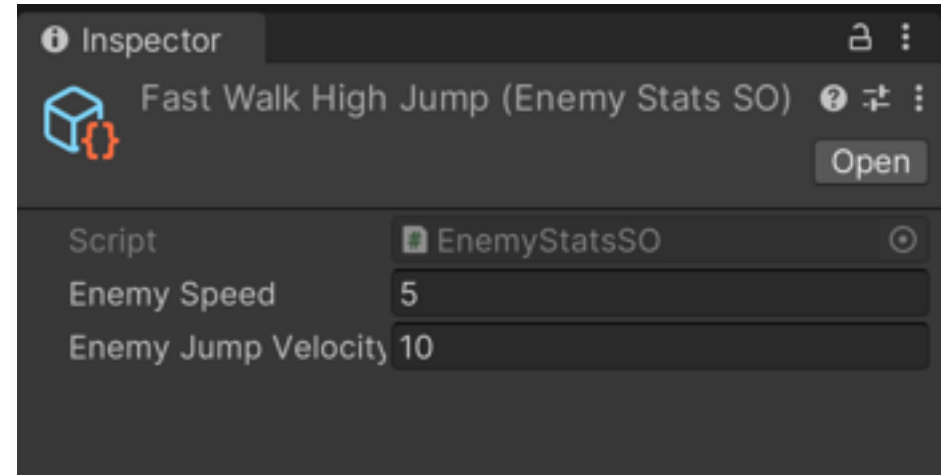 Inspector
Fast Walk High Jump (Enemy Stats SO)
Open
Script EnemyStatsSO
Enemy Speed 5
Enemy Jump Velocity 10